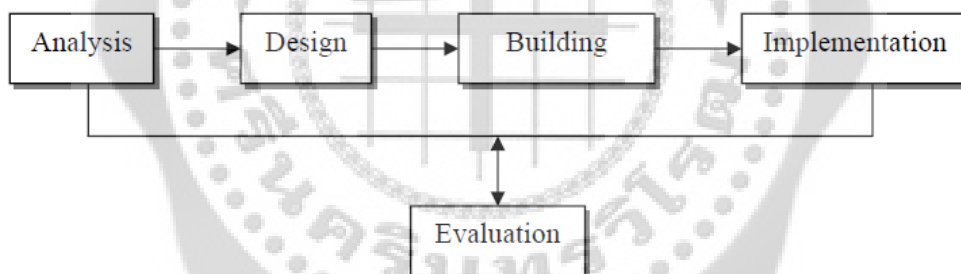 Analysis
Design
Building
Implementation
Evaluation